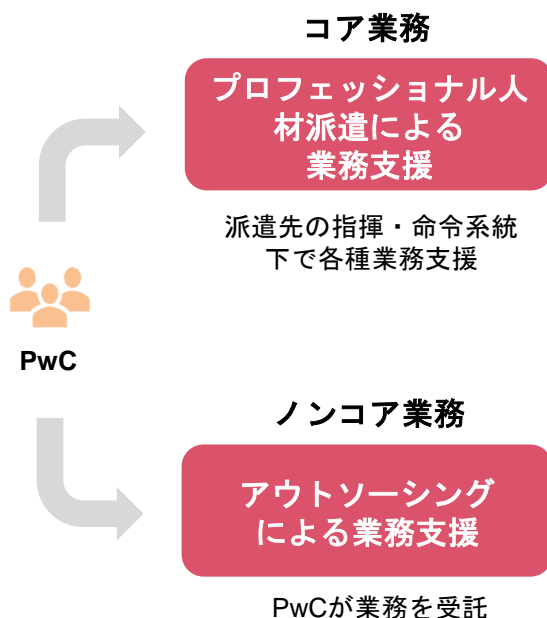 コア業務
プロフェッショナル人
材派遣による
業務支援
派遣先の指揮・命令系統
下で各種業務支援
PwC
ノンコア業務
アウトソーシング
による業務支援
PwCが業務を受託